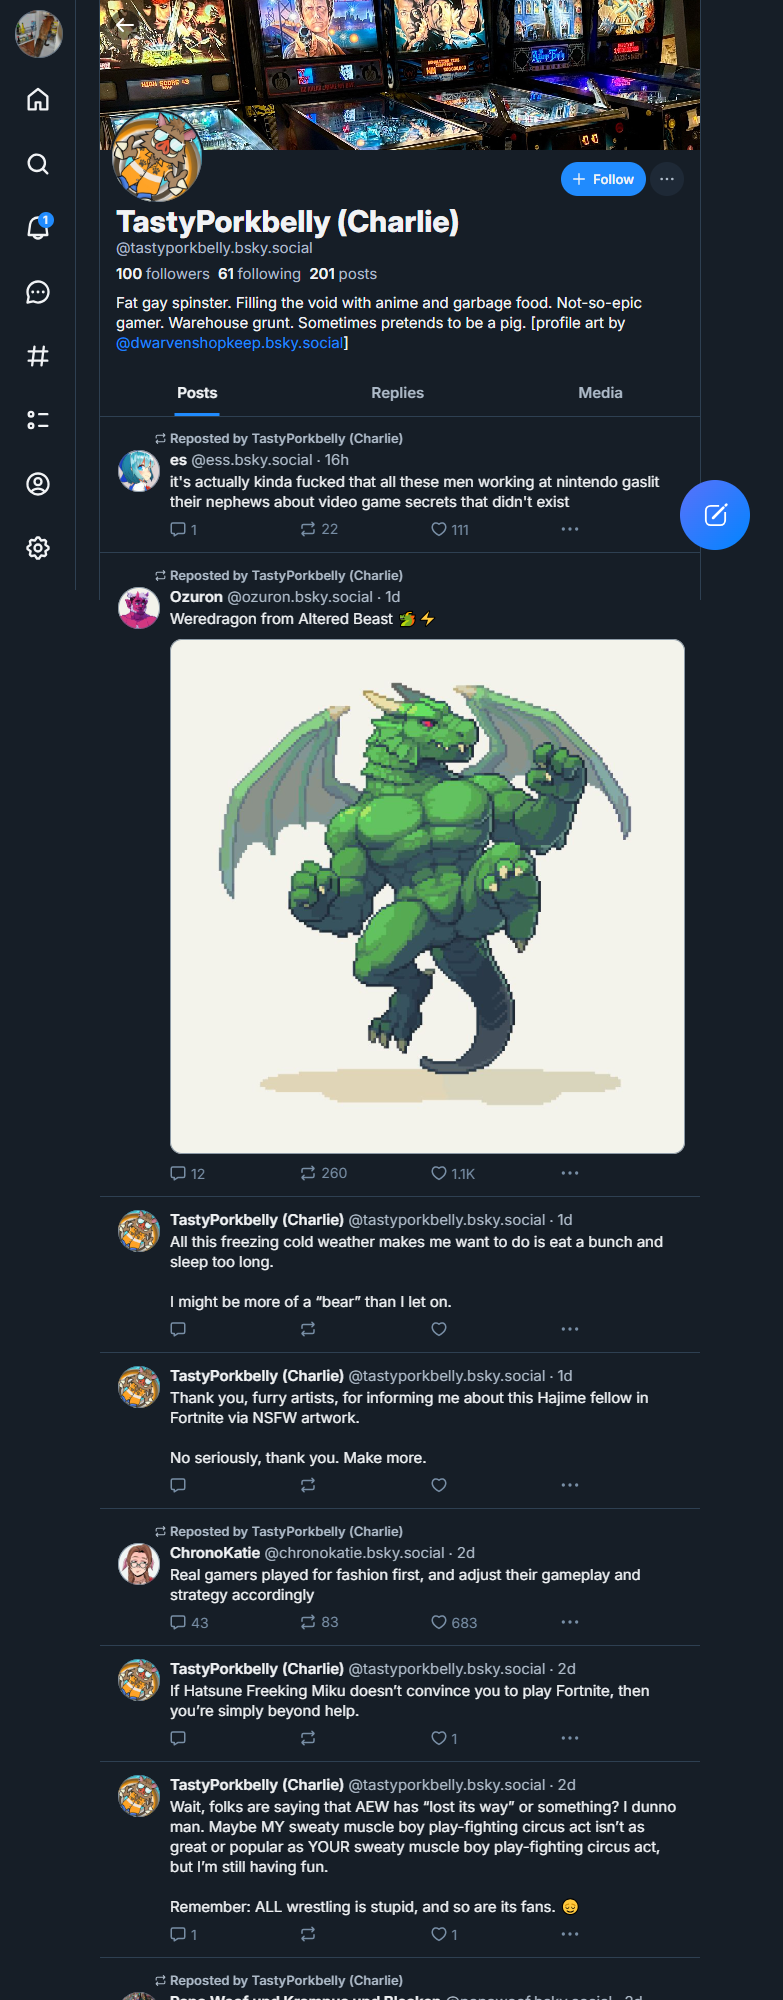 HIGH SCORE #3
+ Follow
TastyPorkbelly (Charlie)
@tastyporkbelly.bsky.social
100 followers 61 following 201 posts
Fat gay spinster. Filling the void with anime and garbage food. Not-so-epic
gamer. Warehouse grunt. Sometimes pretends to be a pig. [profile art by
@dwarvenshopkeep.bsky.social]
1
Posts Replies Media
Reposted by TastyPorkbelly (Charlie)
es @ess.bsky.social · 16h
it's actually kinda fucked that all these men working at nintendo gaslit
their nephews about video game secrets that didn't exist
1 22 111
Reposted by TastyPorkbelly (Charlie)
Ozuron @ozuron.bsky.social · 1d
Weredragon from Altered Beast 🐲⚡
12 260 1.1K
TastyPorkbelly (Charlie) @tastyporkbelly.bsky.social · 1d
All this freezing cold weather makes me want to do is eat a bunch and
sleep too long.
I might be more of a “bear” than I let on.
TastyPorkbelly (Charlie) @tastyporkbelly.bsky.social · 1d
Thank you, furry artists, for informing me about this Hajime fellow in
Fortnite via NSFW artwork.
No seriously, thank you. Make more.
Reposted by TastyPorkbelly (Charlie)
ChronoKatie @chronokatie.bsky.social · 2d
Real gamers played for fashion first, and adjust their gameplay and
strategy accordingly
43 83 683
TastyPorkbelly (Charlie) @tastyporkbelly.bsky.social · 2d
If Hatsune Freeking Miku doesn’t convince you to play Fortnite, then
you’re simply beyond help.
1
TastyPorkbelly (Charlie) @tastyporkbelly.bsky.social · 2d
Wait, folks are saying that AEW has “lost its way” or something? I dunno
man. Maybe MY sweaty muscle boy play-fighting circus act isn’t as
great or popular as YOUR sweaty muscle boy play-fighting circus act,
but I’m still having fun.
Remember: ALL wrestling is stupid, and so are its fans. 😌
1 1
Reposted by TastyPorkbelly (Charlie)